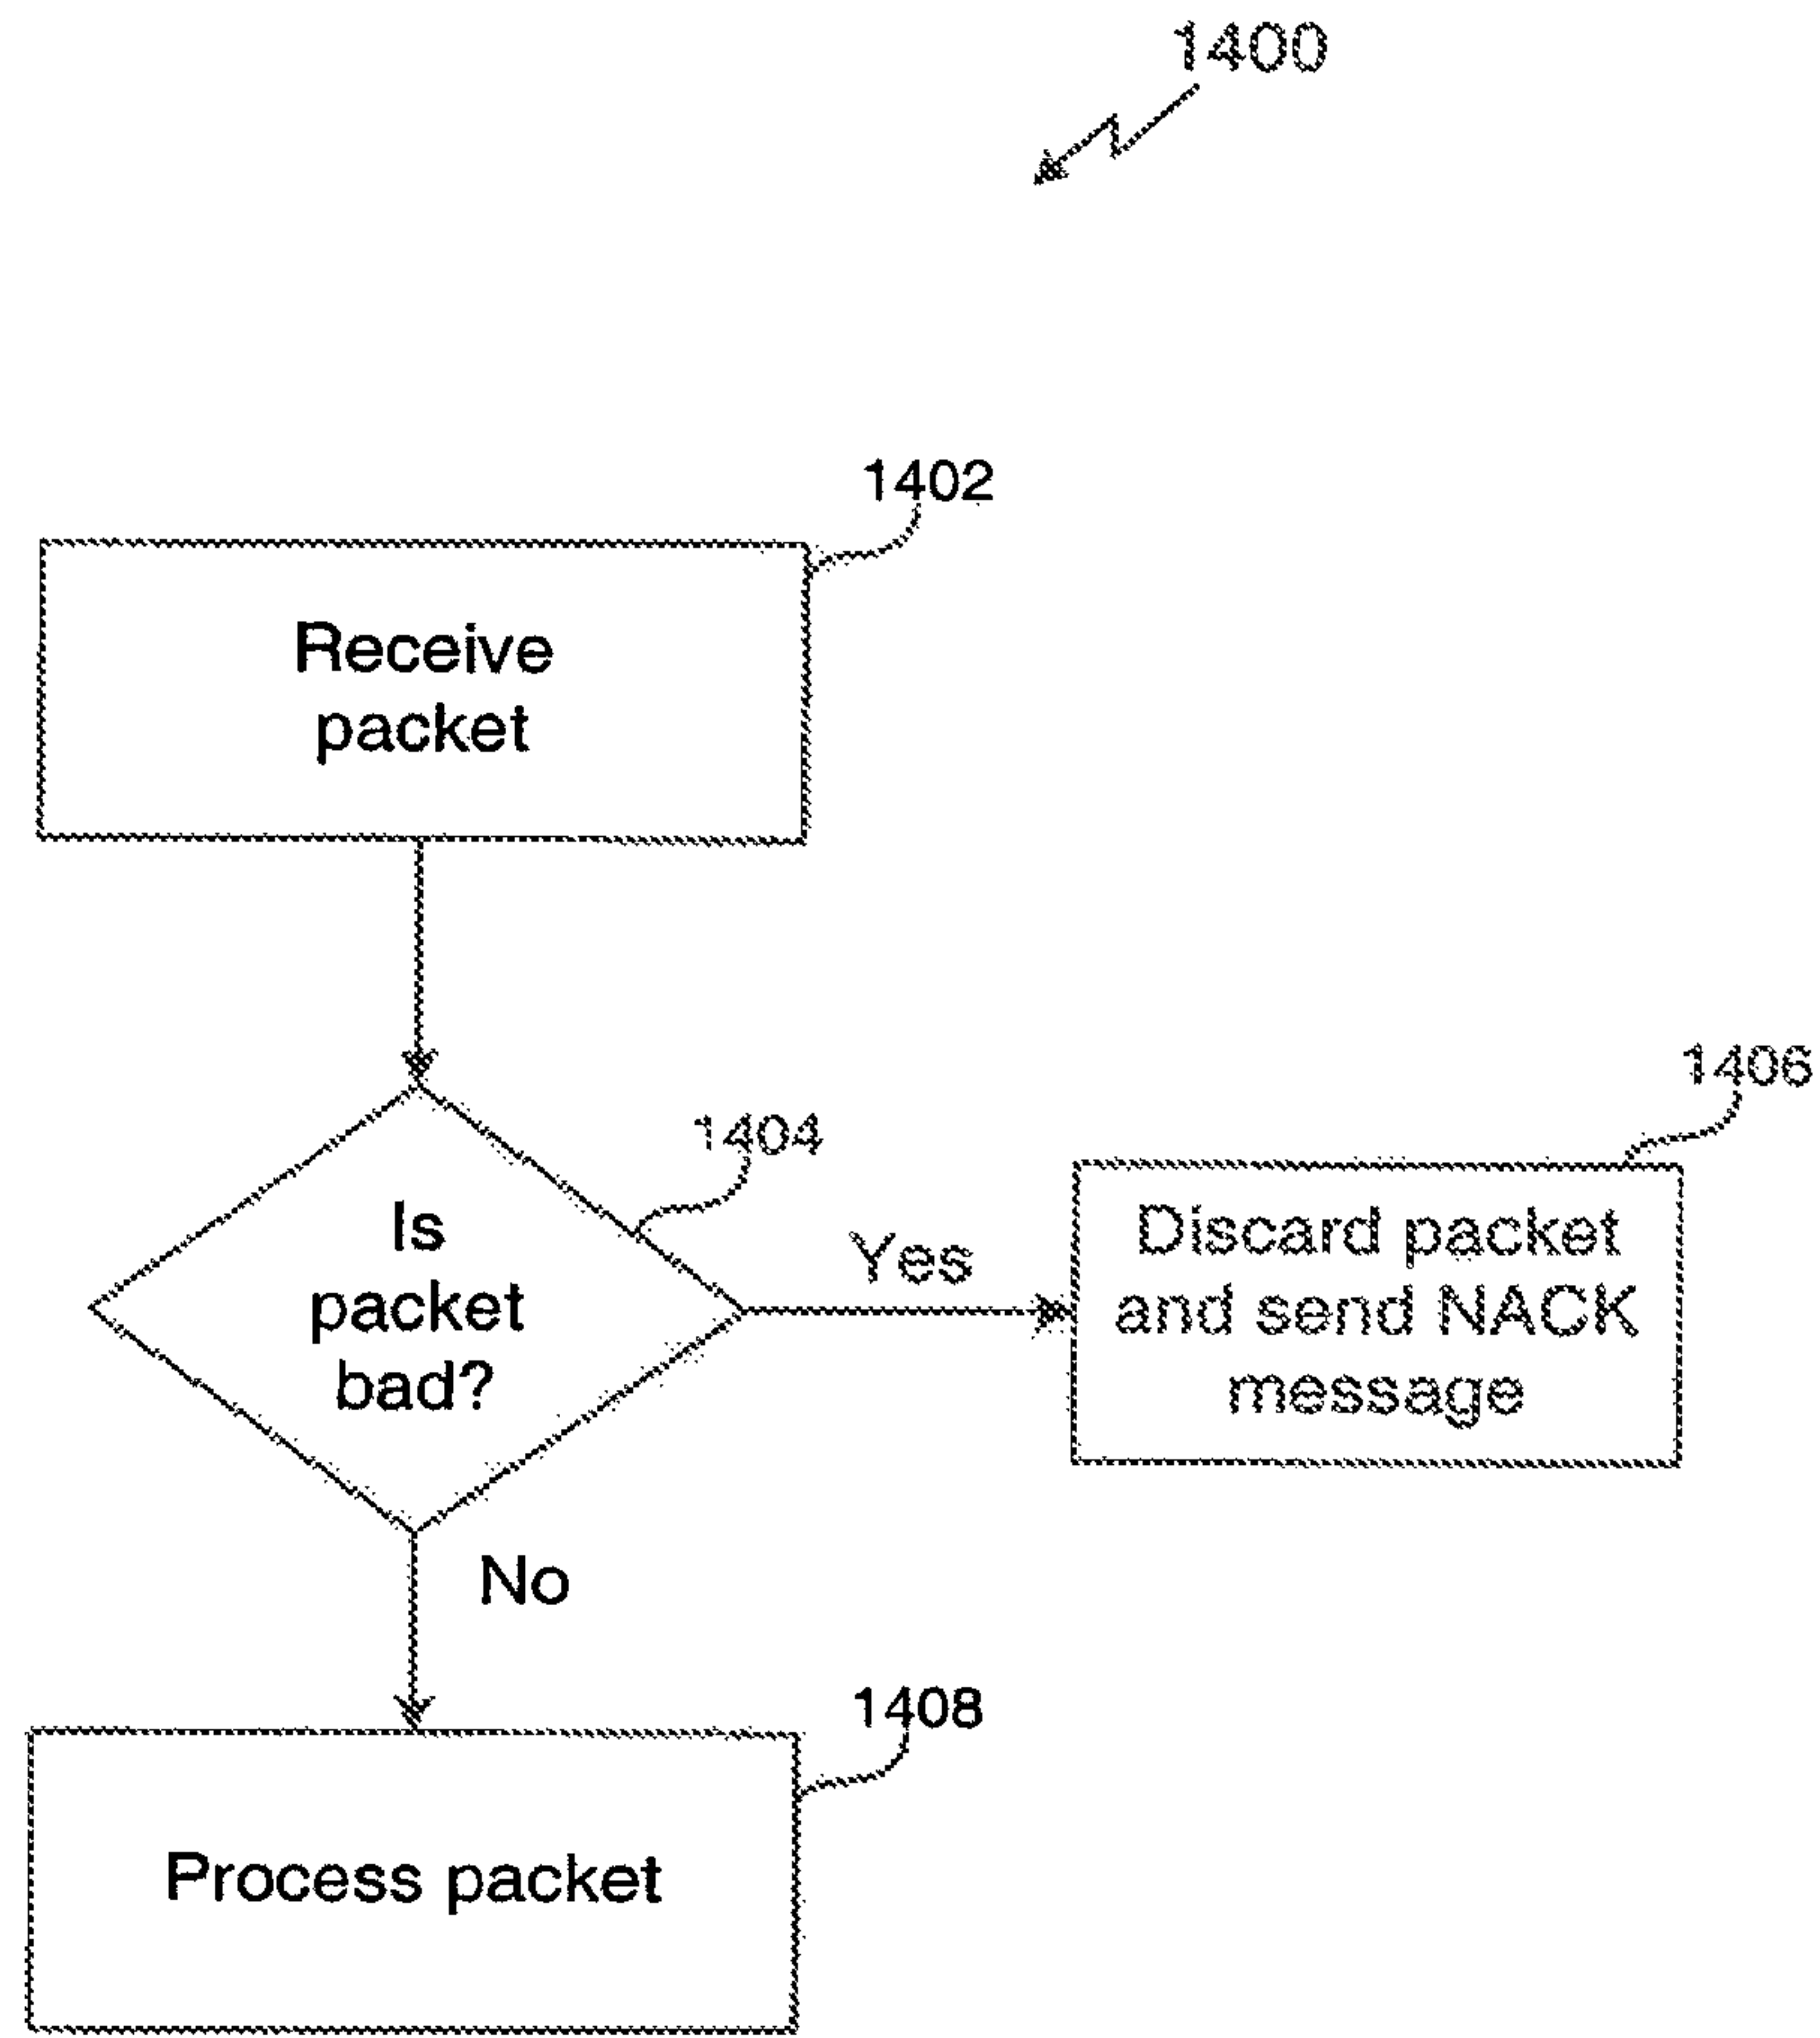 1400
1402
Receive
packet
1404
Is
packet
bad?
Yes
1406
Discard packet
and send NACK
message
No
1408
Process packet